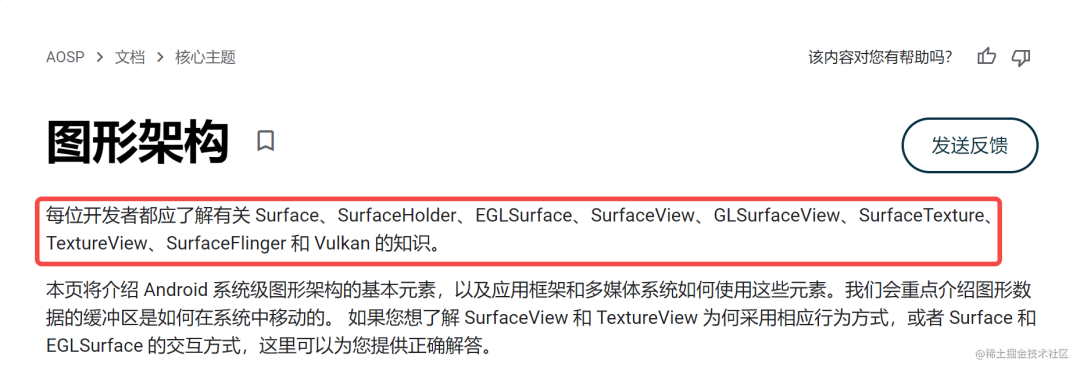 AOSP > 文档 > 核心主题
该内容对您有帮助吗？
图形架构
发送反馈
每位开发者都应了解有关 Surface、SurfaceHolder、EGLSurface、SurfaceView、GLSurfaceView、SurfaceTexture、
TextureView、SurfaceFlinger 和 Vulkan 的知识。
本页将介绍 Android 系统级图形架构的基本元素，以及应用框架和多媒体系统如何使用这些元素。我们会重点介绍图形数
据的缓冲区是如何在系统中移动的。 如果您想了解 SurfaceView 和 TextureView 为何采用相应行为方式，或者 Surface 和
EGLSurface 的交互方式，这里可以为您提供正确解答。
@稀土掘金技术社区